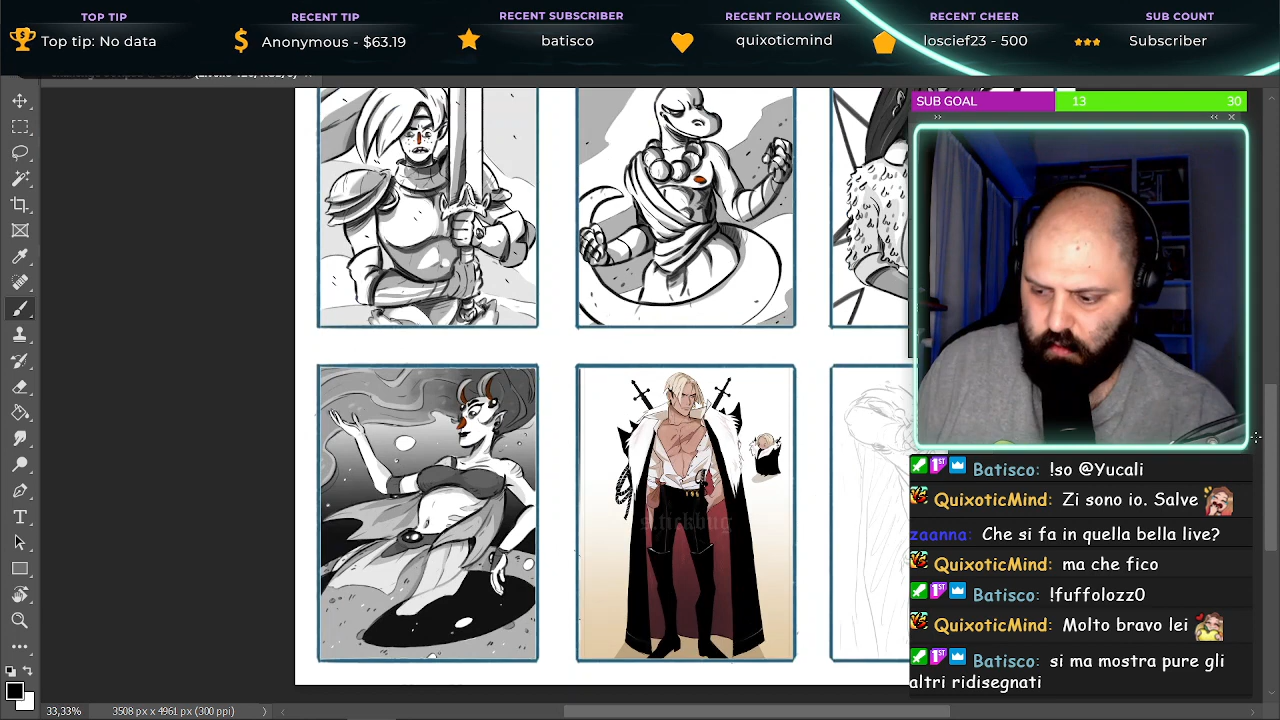 TOP TIP
Top tip: No data
RECENT TIP
Anonymous - $63.19
RECENT SUBSCRIBER
batisco
RECENT FOLLOWER
quixoticmind
RECENT CHEER
loscief23 - 500
SUB COUNT
Subscriber
SUB GOAL 13 30
Batisco: !so @Yucali
QuixoticMind: Zi sono io. Salve
zaanna: Che si fa in quella bella live?
QuixoticMind: ma che fico
Batisco: !fuffolozz0
QuixoticMind: Molto bravo lei
Batisco: si ma mostra pure gli
altri ridisegnati
33,33% 3508 px x 4961 px (300 ppi)